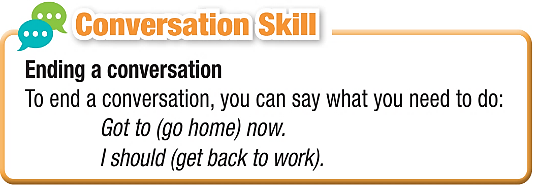 Conversation Skill
Ending a conversation
To end a conversation, you can say what you need to do:
Got to (go home) now.
I should (get back to work).